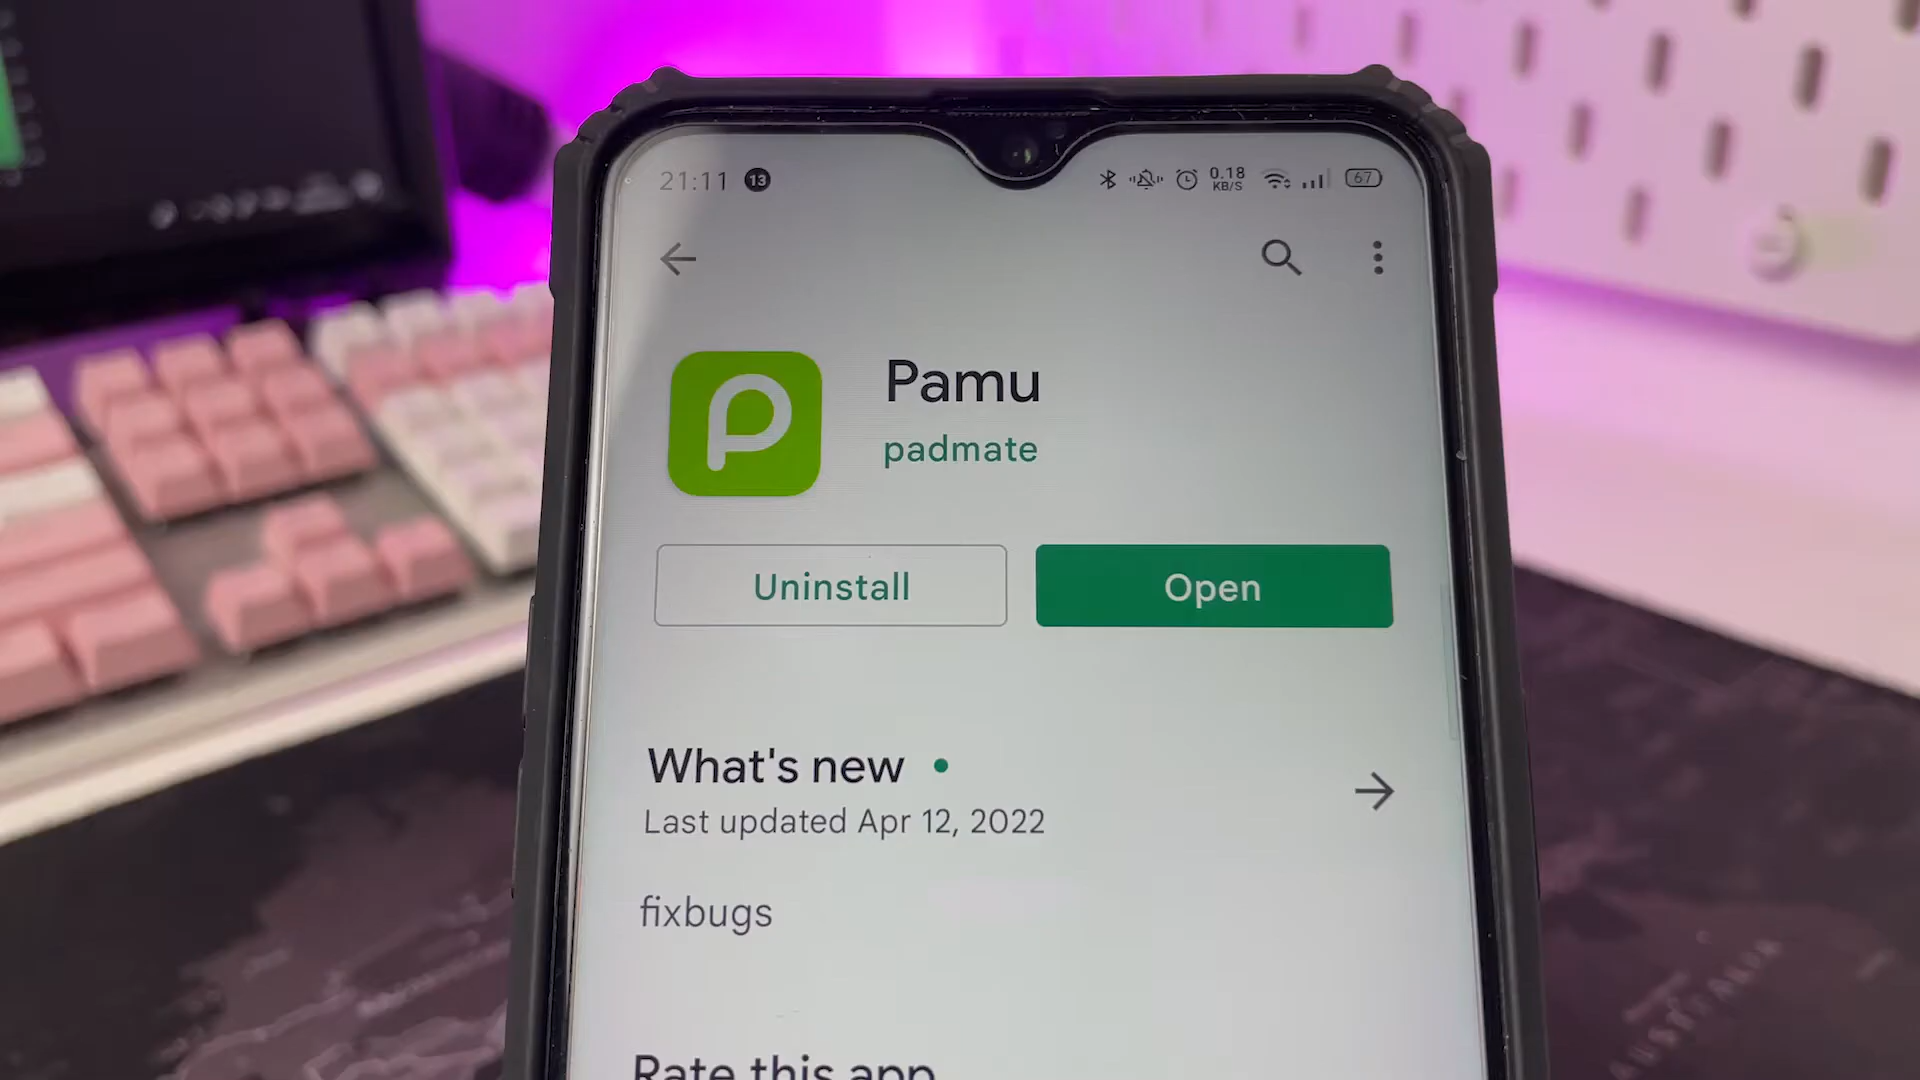 21:11 13 0.18 KB/S 67
Pamu
padmate
Uninstall Open
What's new
Last updated Apr 12, 2022
fixbugs
Rate this app